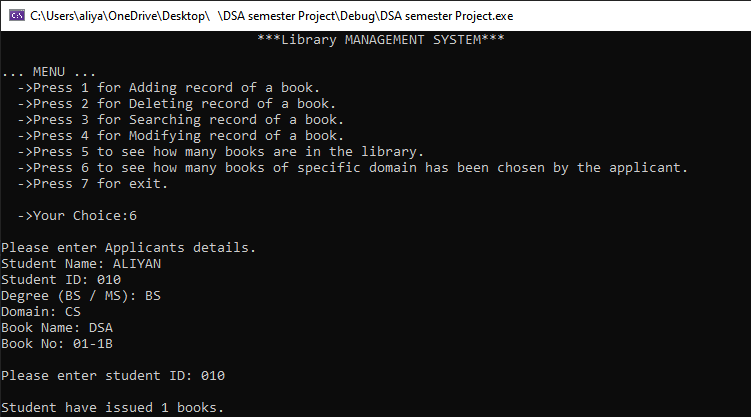 C:\Users\aliya\OneDrive\Desktop\  \DSA semester Project\Debug\DSA semester Project.exe
***Library MANAGEMENT SYSTEM***
... MENU ...
->Press 1 for Adding record of a book.
->Press 2 for Deleting record of a book.
->Press 3 for Searching record of a book.
->Press 4 for Modifying record of a book.
->Press 5 to see how many books are in the library.
->Press 6 to see how many books of specific domain has been chosen by the applicant.
->Press 7 for exit.
->Your Choice:6
Please enter Applicants details.
Student Name: ALIYAN
Student ID: 010
Degree (BS / MS): BS
Domain: CS
Book Name: DSA
Book No: 01-1B
Please enter student ID: 010
Student have issued 1 books.